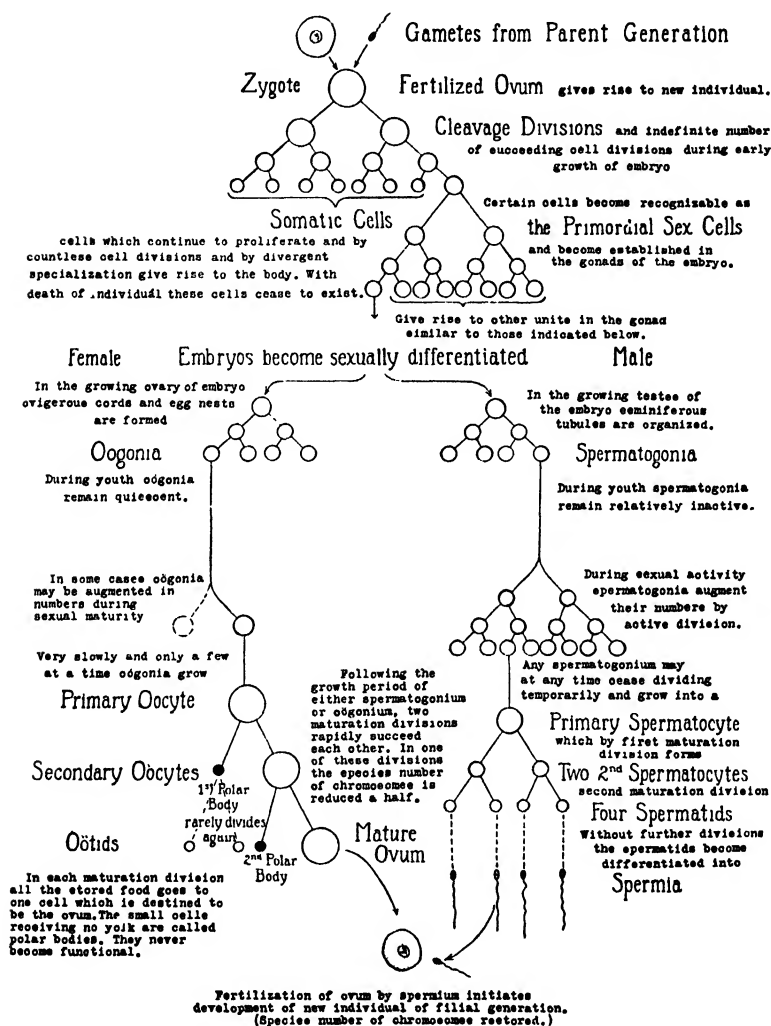 Gametes from Parent Generation
Zygote
Fertilized Ovum gives rise to new individual.
Cleavage Divisions and indefinite number
of succeeding cell divisions during early
growth of embryo
Certain cells become recognizable as
the Primordial Sex Cells
and become established in
the gonads of the embryo.
Somatic Cells
cells which continue to proliferate and by
countless cell divisions and by divergent
specialization give rise to the body. With
death of individual these cells cease to exist.
Give rise to other units in the gonad
similar to those indicated below.
Female
Embryos become sexually differentiated
Male
In the growing ovary of embryo
ovigerous cords and egg nests
are formed
Oogonia
During youth oögonia
remain quiescent.
In the growing testes of
the embryo seminiferous
tubules are organized.
Spermatogonia
During youth spermatogonia
remain relatively inactive.
In some cases oögonia
may be augmented in
numbers during
sexual maturity
During sexual activity
spermatogonia augment
their numbers by
active division.
Very slowly and only a few
at a time oögonia grow
Primary Oocyte
Following the
growth period of
either spermatogonium
or oögonium, two
maturation divisions
rapidly succeed
each other. In one
of these divisions
the species number
of chromosomes is
reduced a half.
Any spermatogonium may
at any time cease dividing
temporarily and grow into a
Primary Spermatocyte
which by first maturation
division forms
Secondary Oöcytes
1st Polar
Body
rarely divides
again
Two 2nd Spermatocytes
second maturation division
Four Spermatids
Without further divisions
the spermatids become
differentiated into
Spermia
Oötids
2nd Polar
Body
Mature
Ovum
In each maturation division
all the stored food goes to
one cell which is destined to
be the ovum. The small cells
receiving no yolk are called
polar bodies. They never
become functional.
Fertilization of ovum by spermium initiates
development of new individual of filial generation.
(Species number of chromosomes restored.)